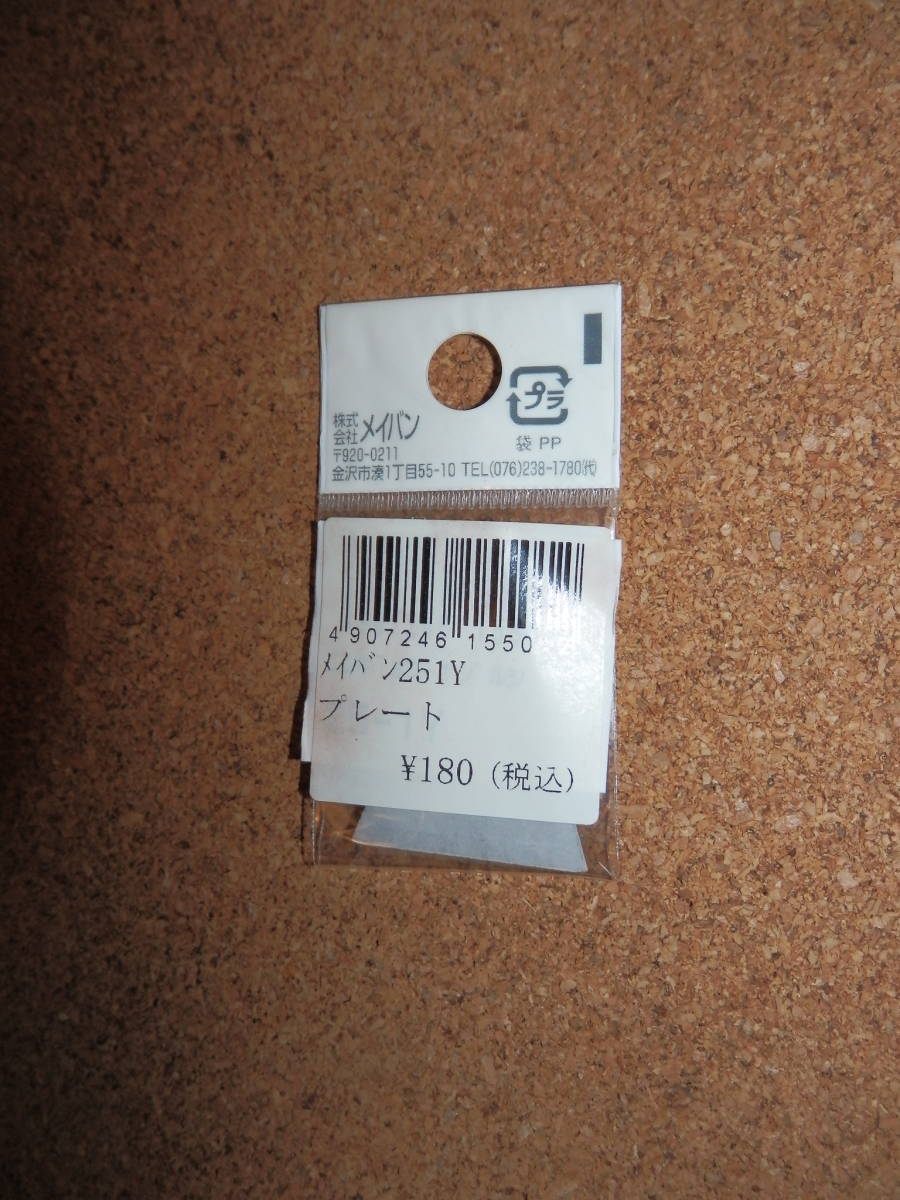 プラ
袋 PP
株式会社メイバン
〒920-0211
金沢市湊1丁目55-10 TEL(076)238-1780㈹
4 907246 1550
ﾒｲﾊﾞﾝ251Y
プレート
¥180 (税込)